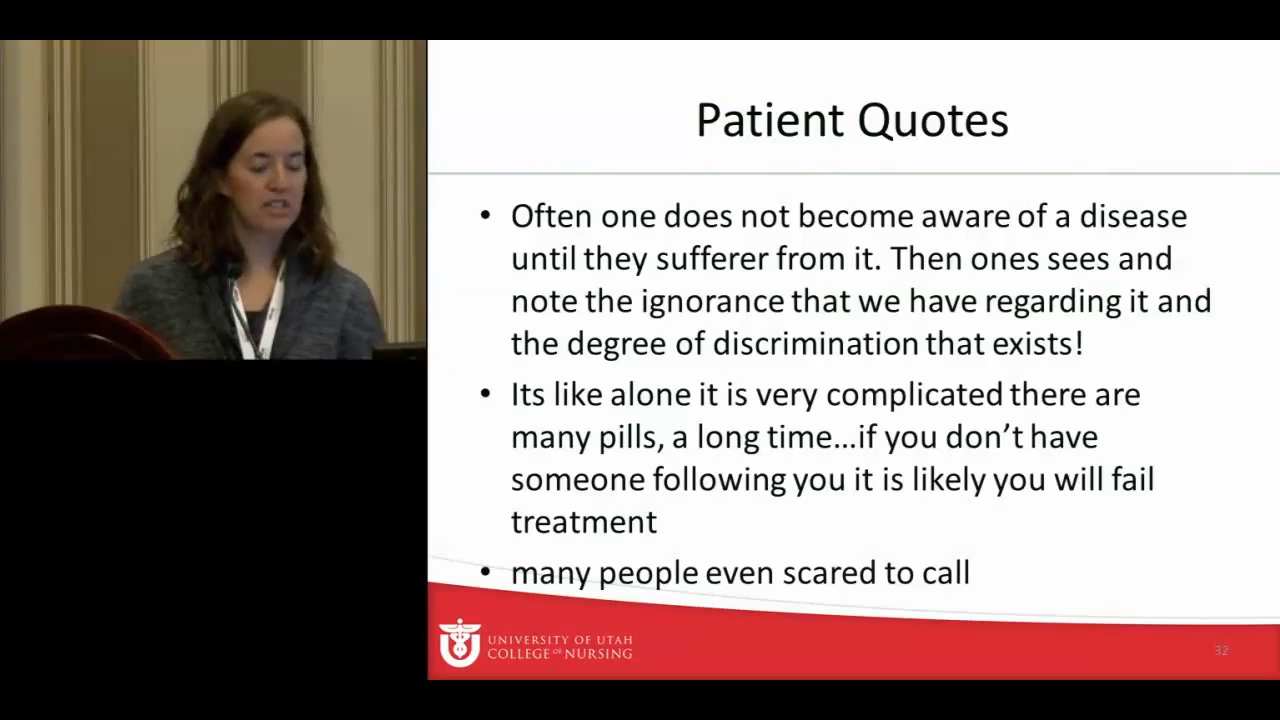 Patient Quotes
• Often one does not become aware of a disease
until they sufferer from it. Then ones sees and
note the ignorance that we have regarding it and
the degree of discrimination that exists!
• Its like alone it is very complicated there are
many pills, a long time…if you don’t have
someone following you it is likely you will fail
treatment
• many people even scared to call
UNIVERSITY OF UTAH
COLLEGE OF NURSING
32